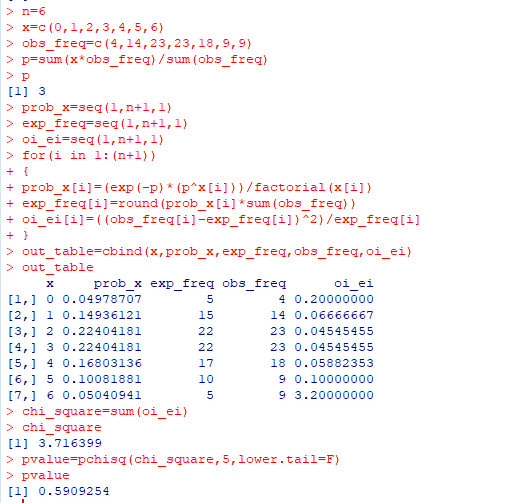 > n=6
> x=c(0,1,2,3,4,5,6)
> obs_freq=c(4,14,23,23,18,9,9)
> p=sum(x*obs_freq)/sum(obs_freq)
> p
[1] 3
> prob_x=seq(1,n+1,1)
> exp_freq=seq(1,n+1,1)
> oi_ei=seq(1,n+1,1)
> for(i in 1:(n+1))
+ {
+ prob_x[i]=(exp(-p)*(p^x[i]))/factorial(x[i])
+ exp_freq[i]=round(prob_x[i]*sum(obs_freq))
+ oi_ei[i]=((obs_freq[i]-exp_freq[i])^2)/exp_freq[i]
+ }
> out_table=cbind(x,prob_x,exp_freq,obs_freq,oi_ei)
> out_table
     x     prob_x exp_freq obs_freq      oi_ei
[1,] 0 0.04978707        5        4 0.20000000
[2,] 1 0.14936121       15       14 0.06666667
[3,] 2 0.22404181       22       23 0.04545455
[4,] 3 0.22404181       22       23 0.04545455
[5,] 4 0.16803136       17       18 0.05882353
[6,] 5 0.10081881       10        9 0.10000000
[7,] 6 0.05040941        5        9 3.20000000
> chi_square=sum(oi_ei)
> chi_square
[1] 3.716399
> pvalue=pchisq(chi_square,5,lower.tail=F)
> pvalue
[1] 0.5909254